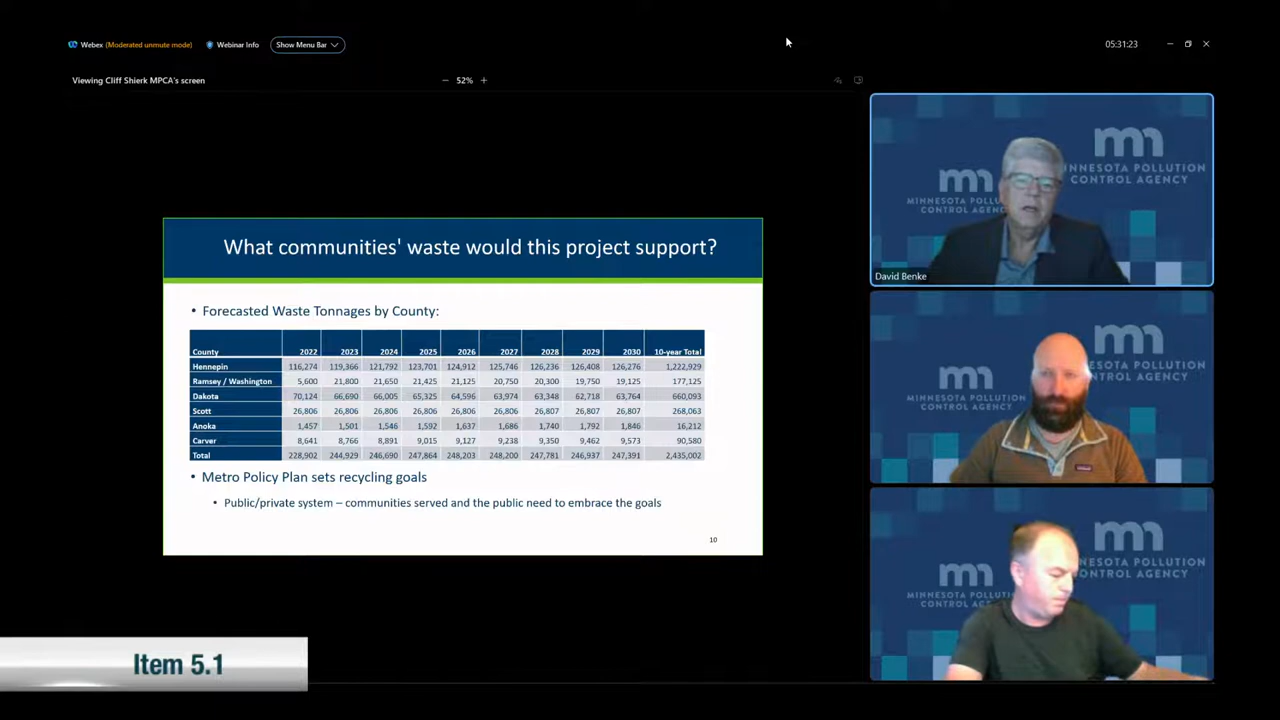 Webex (Moderated unmute mode) Webinar Info Show Menu Bar 05:31:23
Viewing Cliff Shierk MPCA's screen 52%
What communities' waste would this project support?
• Forecasted Waste Tonnages by County:
County 2022 2023 2024 2025 2026 2027 2028 2029 2030 10-year Total
Hennepin 116,274 119,366 121,792 123,701 124,912 125,746 126,236 126,408 126,276 1,222,929
Ramsey / Washington 5,600 21,800 21,650 21,425 21,125 20,750 20,300 19,750 19,125 177,125
Dakota 70,124 66,690 66,005 65,325 64,596 63,974 63,348 62,718 63,764 660,093
Scott 26,806 26,806 26,806 26,806 26,806 26,806 26,807 26,807 26,807 268,063
Anoka 1,457 1,501 1,546 1,592 1,637 1,686 1,740 1,792 1,846 16,212
Carver 8,641 8,766 8,891 9,015 9,127 9,238 9,350 9,462 9,573 90,580
Total 228,902 244,929 246,690 247,864 248,203 248,200 247,781 246,937 247,391 2,435,002
• Metro Policy Plan sets recycling goals
• Public/private system – communities served and the public need to embrace the goals
10
MINNESOTA POLLUTION
CONTROL AGENCY
MINNESOTA POLLU
CONTROL AGEN
David Benke
MINNESOTA POLLUTION
CONTROL AGENCY
MINNESOTA POLLUT
CONTROL AGENC
MINNESOTA POLLUTION
CONTROL AGENCY
MINNESOTA POLLUTION
CONTROL AGENCY
Item 5.1